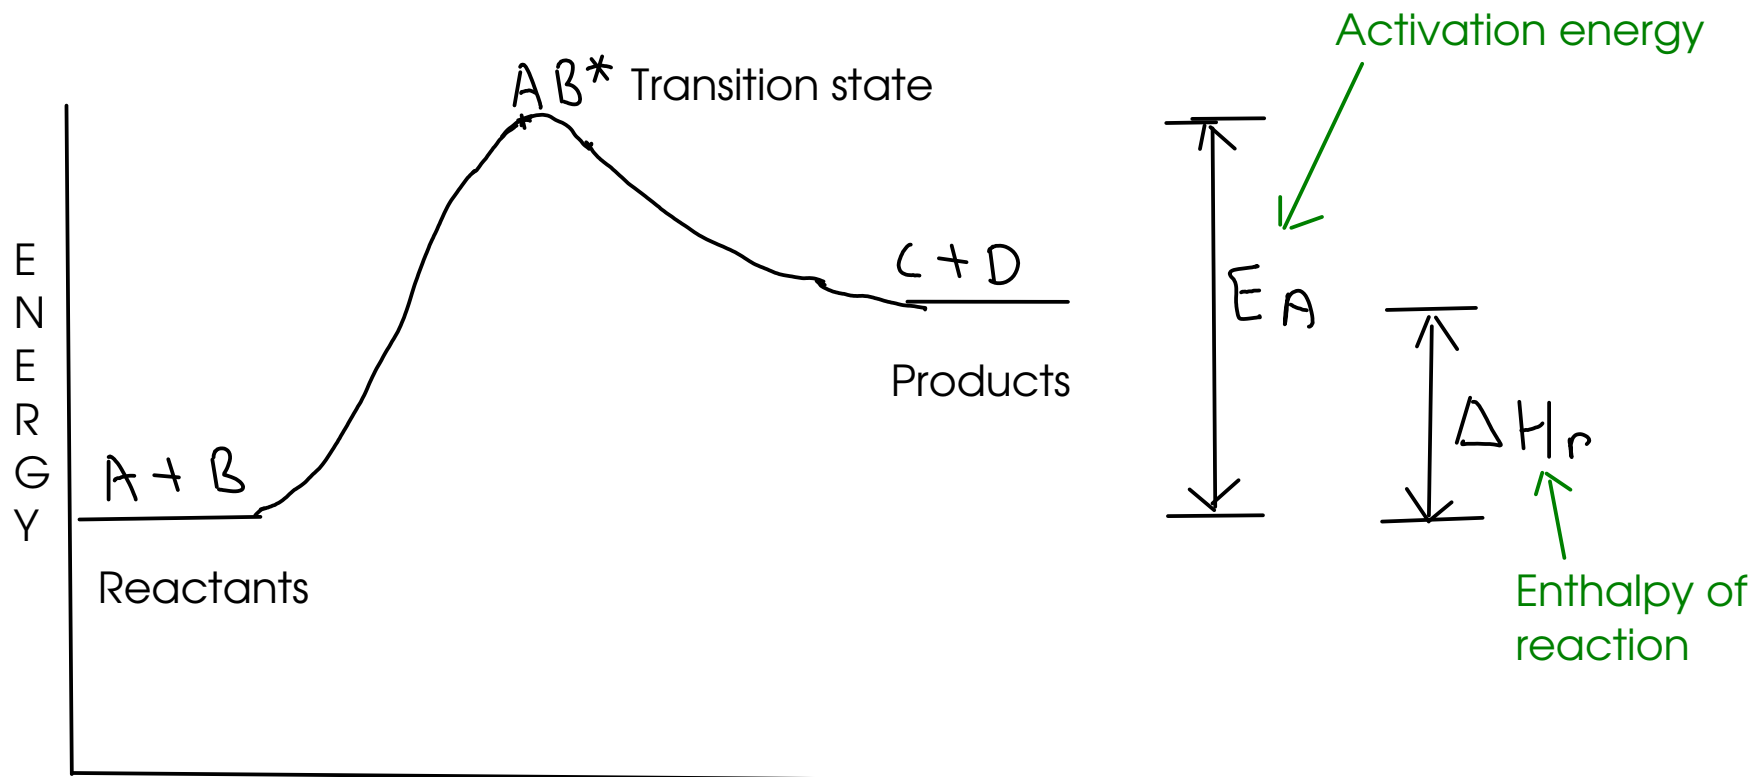 Activation energy
AB* Transition state
C + D
E
N
E
R
G
Y
EA
Products
ΔHr
A + B
Reactants
Enthalpy of
reaction